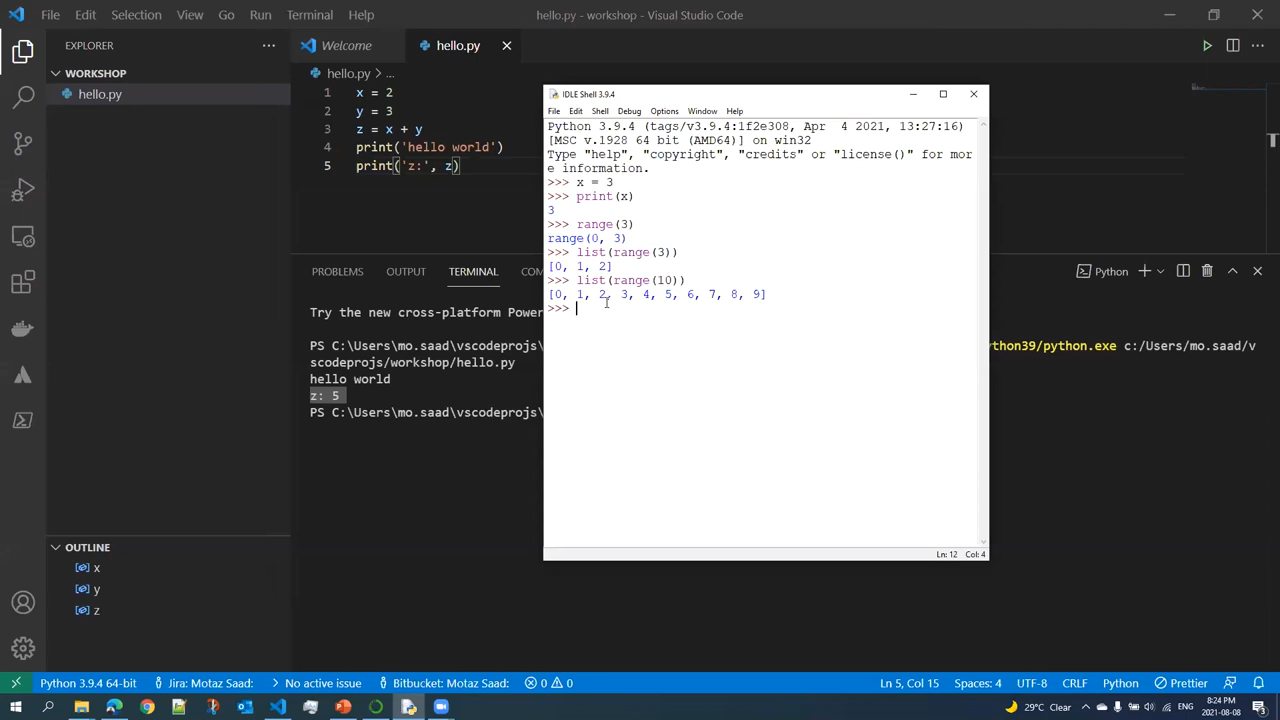 File Edit Selection View Go Run Terminal Help
hello.py - workshop - Visual Studio Code
EXPLORER
WORKSHOP
hello.py
Welcome
hello.py
hello.py > ...
1 x = 2
2 y = 3
3 z = x + y
4 print('hello world')
5 print('z:', z)
IDLE Shell 3.9.4
File Edit Shell Debug Options Window Help
Python 3.9.4 (tags/v3.9.4:1f2e308, Apr  4 2021, 13:27:16)
[MSC v.1928 64 bit (AMD64)] on win32
Type "help", "copyright", "credits" or "license()" for mor
e information.
>>> x = 3
>>> print(x)
3
>>> range(3)
range(0, 3)
>>> list(range(3))
[0, 1, 2]
>>> list(range(10))
[0, 1, 2, 3, 4, 5, 6, 7, 8, 9]
>>>
Ln: 12 Col: 4
PROBLEMS OUTPUT TERMINAL
Python
Try the new cross-platform
PS C:\Users\mo.saad\vscodeprojs\
thon39/python.exe c:/Users/mo.saad/v
scodeprojs/workshop/hello.py
hello world
z: 5
PS C:\Users\mo.saad\vscodeprojs\
OUTLINE
x
y
z
Python 3.9.4 64-bit Jira: Motaz Saad: No active issue Bitbucket: Motaz Saad: 0 0 Ln 5, Col 15 Spaces: 4 UTF-8 CRLF Python Prettier
29°C Clear ENG 8:24 PM
2021-08-08
3